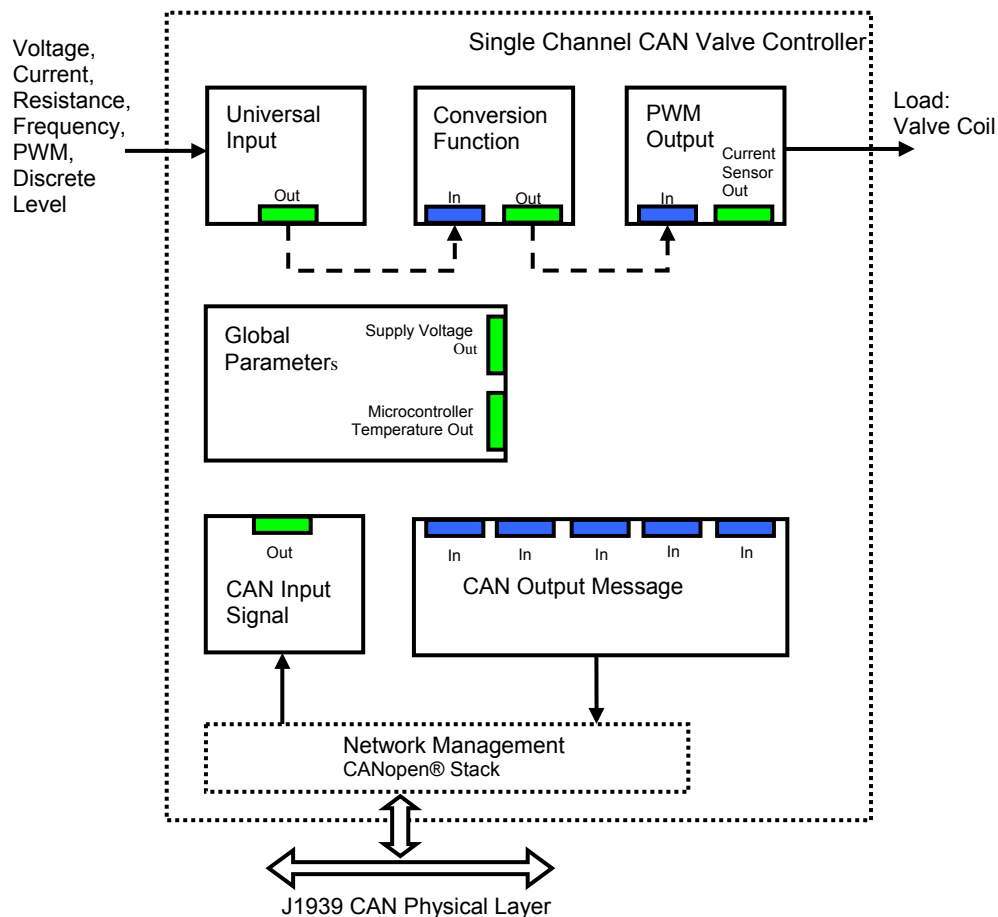 Single Channel CAN Valve Controller
Voltage,
Current,
Resistance,
Frequency,
PWM,
Discrete
Level
Universal
Input
Out
Conversion
Function
In
Out
PWM
Output
Current
Sensor
Out
In
Load:
Valve Coil
Global
Parameters
Supply Voltage
Out
Microcontroller
Temperature Out
Out
CAN Input
Signal
In
In
In
In
In
CAN Output Message
Network Management
CANopen® Stack
J1939 CAN Physical Layer